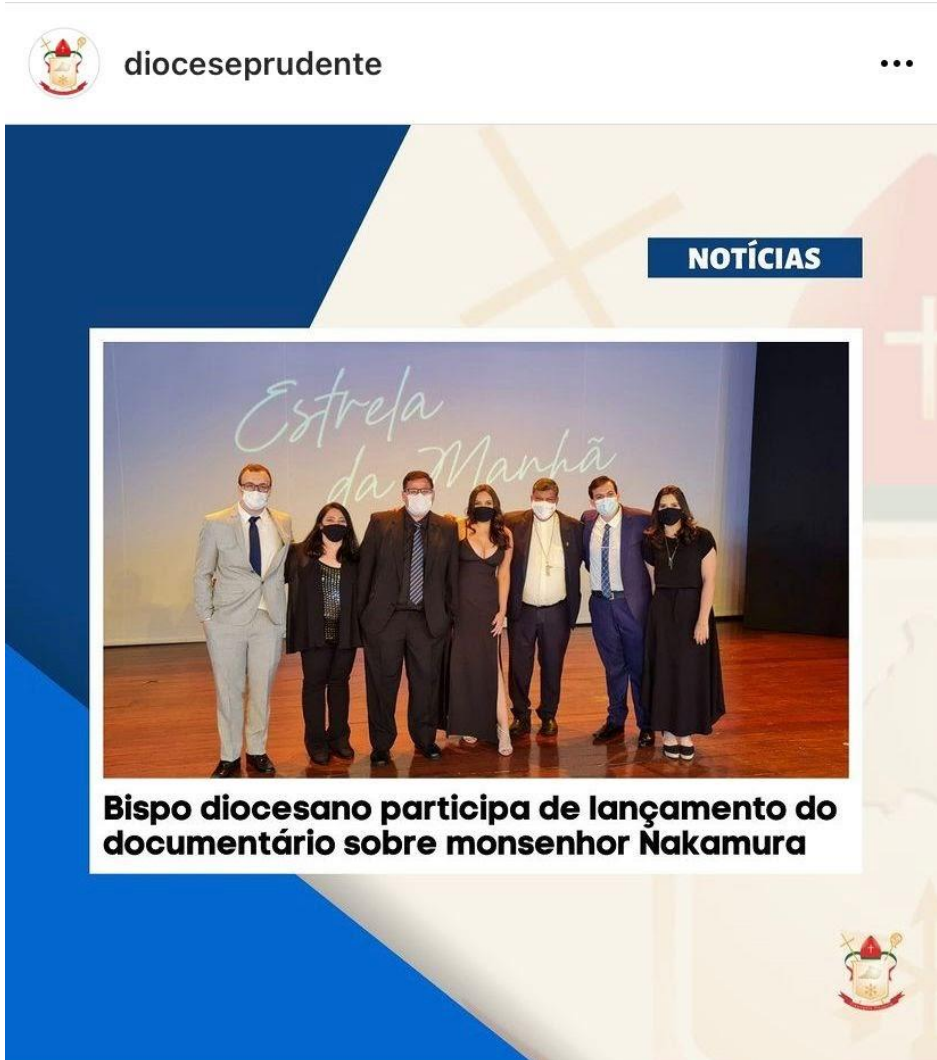 dioceseprudente
NOTÍCIAS
Estrela
da Manhã
Bispo diocesano participa de lançamento do
documentário sobre monsenhor Nakamura